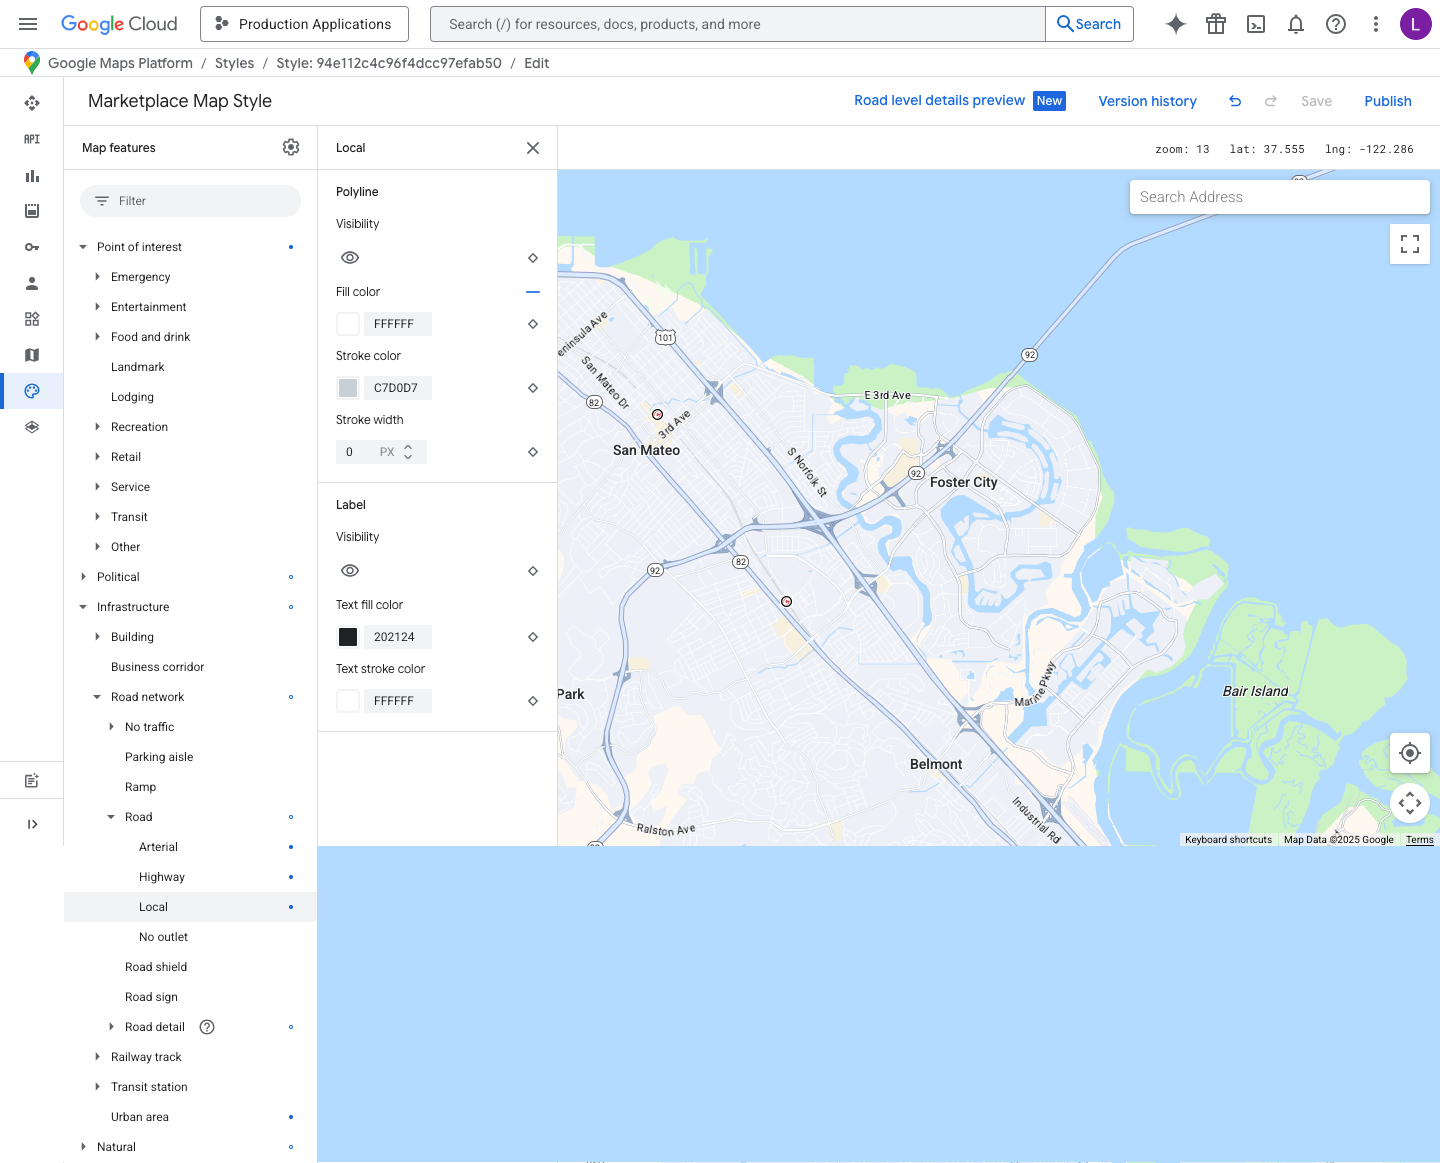 Google Cloud
Production Applications
Search (/) for resources, docs, products, and more
Search
L
Google Maps Platform / Styles / Style: 94e112c4c96f4dcc97efab50 / Edit
Marketplace Map Style
Road level details preview New
Version history
Save
Publish
API
Map features
Filter
Point of interest
Emergency
Entertainment
Food and drink
Landmark
Lodging
Recreation
Retail
Service
Transit
Other
Political
Infrastructure
Building
Business corridor
Road network
No traffic
Parking aisle
Ramp
Road
Arterial
Highway
Local
No outlet
Road shield
Road sign
Road detail
Railway track
Transit station
Urban area
Natural
Local
Polyline
Visibility
Fill color
FFFFFF
Stroke color
C7D0D7
Stroke width
0 PX
Label
Visibility
Text fill color
202124
Text stroke color
FFFFFF
zoom: 13 lat: 37.555 lng: -122.286
Search Address
eninsula Ave
101
San Mateo Dr
82
3rd Ave
San Mateo
92
E 3rd Ave
S Norfolk St
92
Foster City
92
82
Park
Marine Pkwy
Bair Island
Belmont
Industrial Rd
Ralston Ave
Keyboard shortcuts
Map Data ©2025 Google
Terms